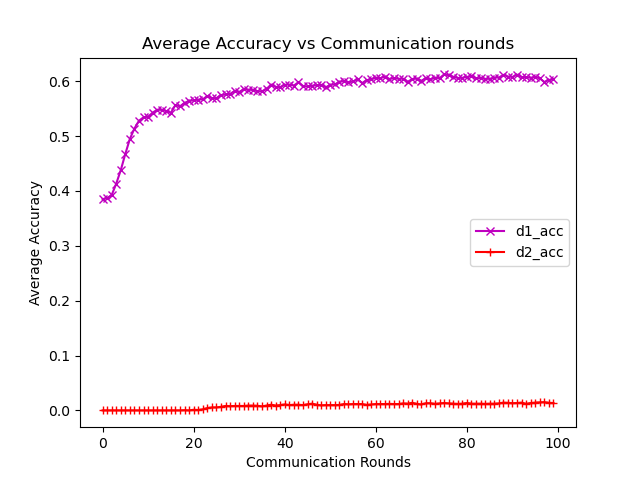 Average Accuracy vs Communication rounds
0.6
0.5
0.4
0.3
0.2
0.1
0.0
Average Accuracy
d1_acc
d2_acc
0 20 40 60 80 100
Communication Rounds